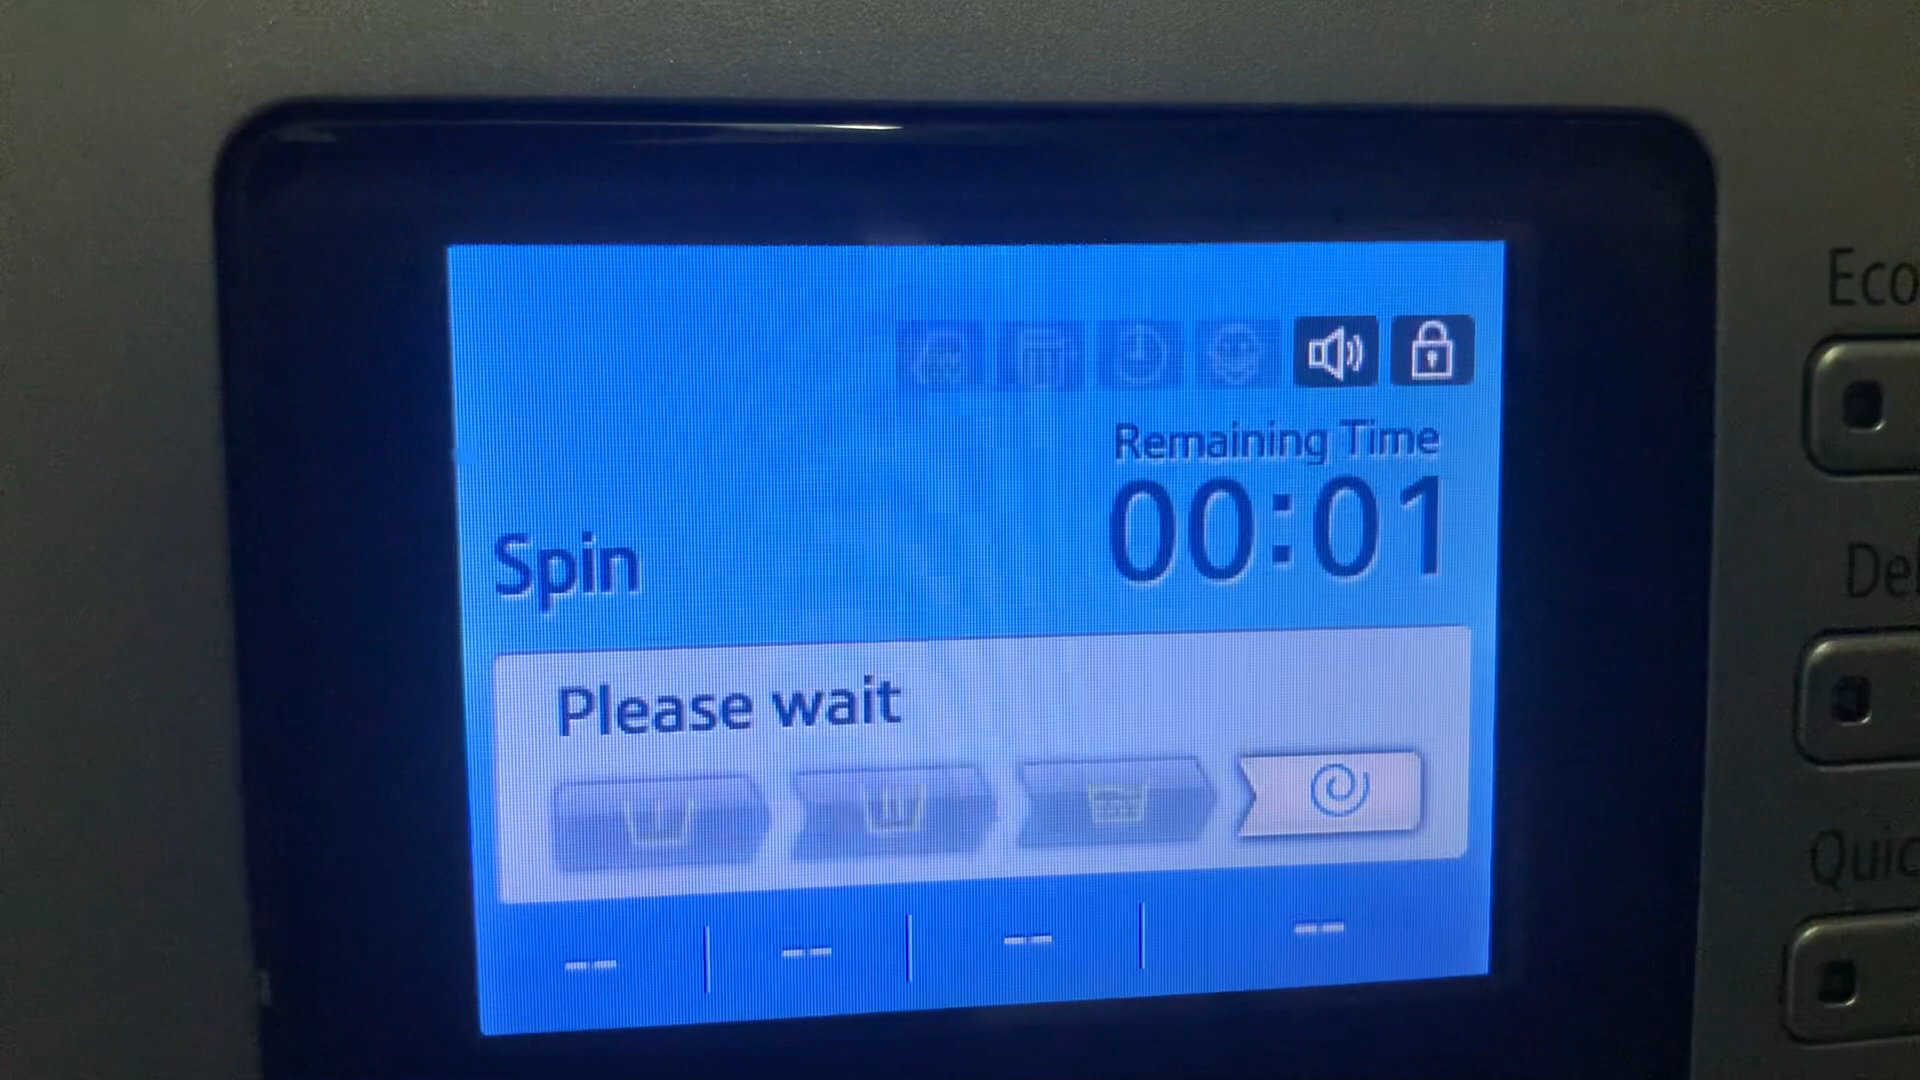 Eco
Remaining Time
00:01
Spin
De
Please wait
Quic
-- -- -- --